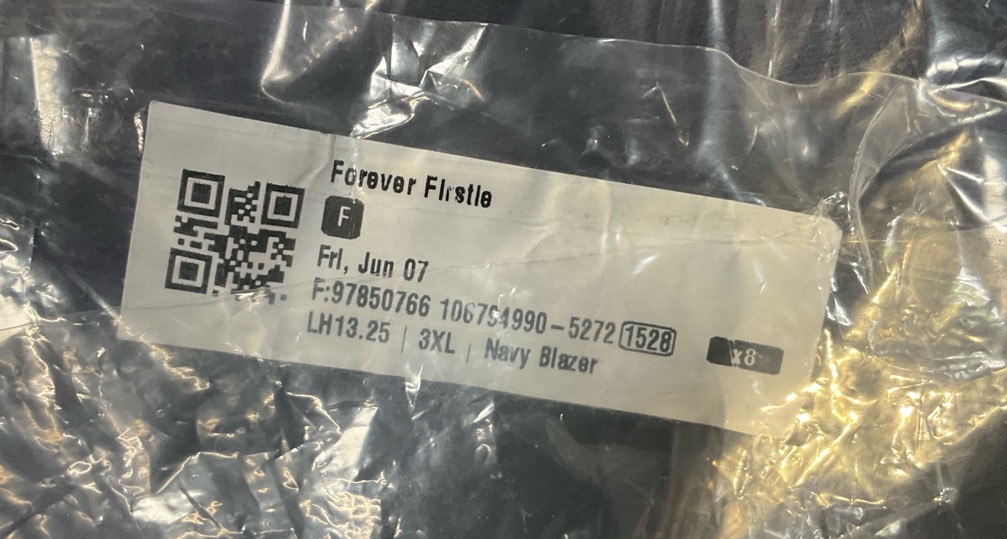 Forever Firstie
F
Fri, Jun 07
F:97850766 106794990-5272 1528
LH13.25 | 3XL | Navy Blazer
x8